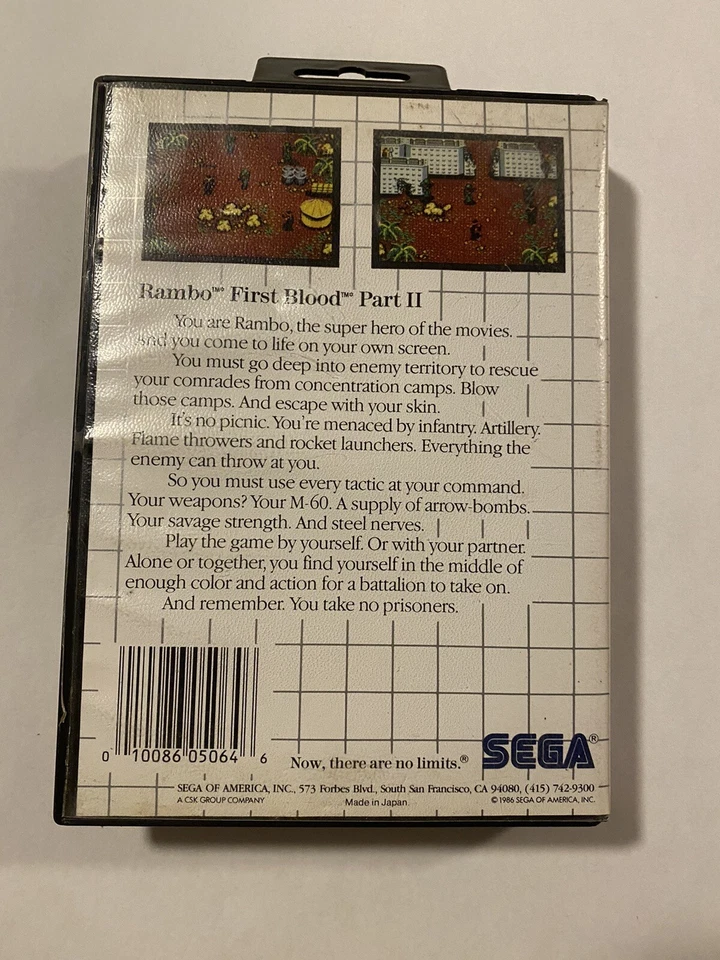 Rambo™® First Blood™® Part II
You are Rambo, the super hero of the movies.
And you come to life on your own screen.
You must go deep into enemy territory to rescue
your comrades from concentration camps. Blow
those camps. And escape with your skin.
It's no picnic. You're menaced by infantry. Artillery.
Flame throwers and rocket launchers. Everything the
enemy can throw at you.
So you must use every tactic at your command.
Your weapons? Your M-60. A supply of arrow-bombs.
Your savage strength. And steel nerves.
Play the game by yourself. Or with your partner.
Alone or together, you find yourself in the middle of
enough color and action for a battalion to take on.
And remember. You take no prisoners.
0 10086 05064 6
Now, there are no limits.®
SEGA®
SEGA OF AMERICA, INC., 573 Forbes Blvd., South San Francisco, CA 94080, (415) 742-9300
A CSK GROUP COMPANY
Made in Japan
© 1986 SEGA OF AMERICA, INC.